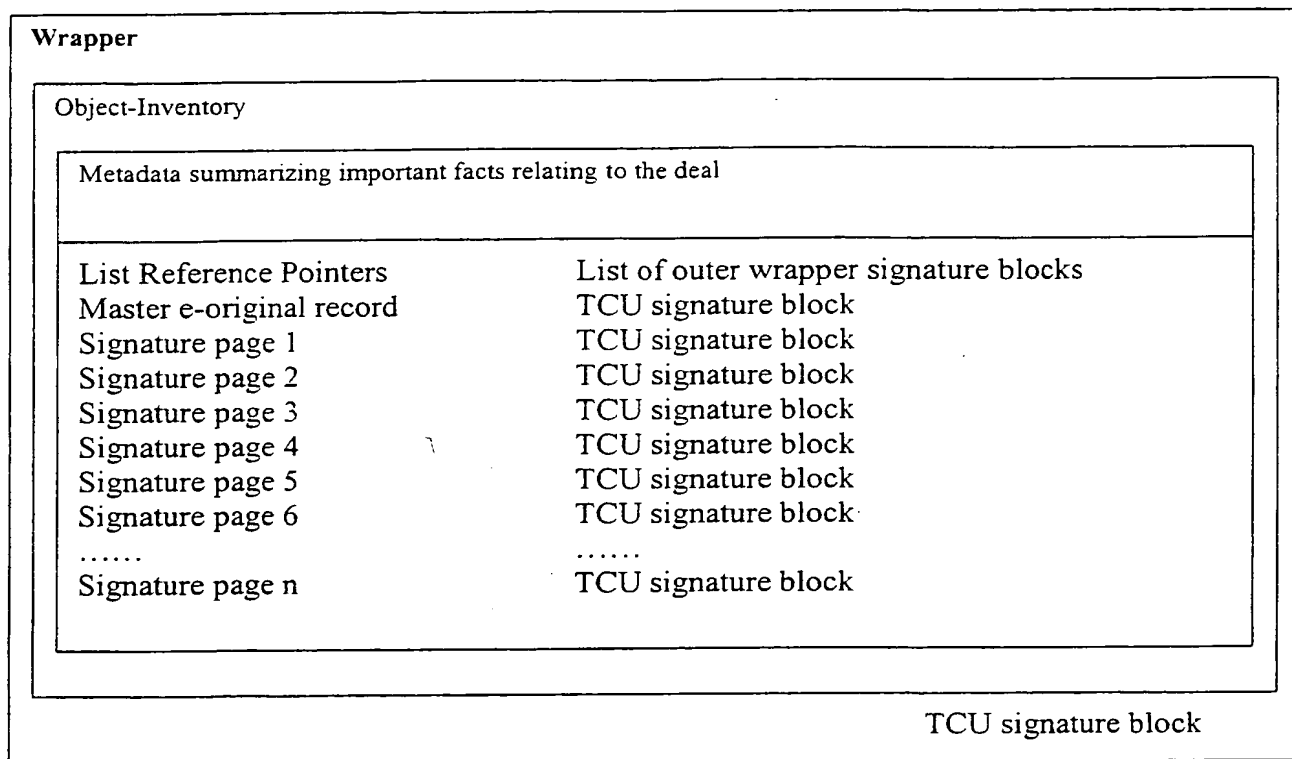 Wrapper
Object-Inventory
Metadata summarizing important facts relating to the deal
List Reference Pointers List of outer wrapper signature blocks
Master e-original record TCU signature block
Signature page 1 TCU signature block
Signature page 2 TCU signature block
Signature page 3 TCU signature block
Signature page 4 TCU signature block
Signature page 5 TCU signature block
Signature page 6 TCU signature block
...... ......
Signature page n TCU signature block
TCU signature block